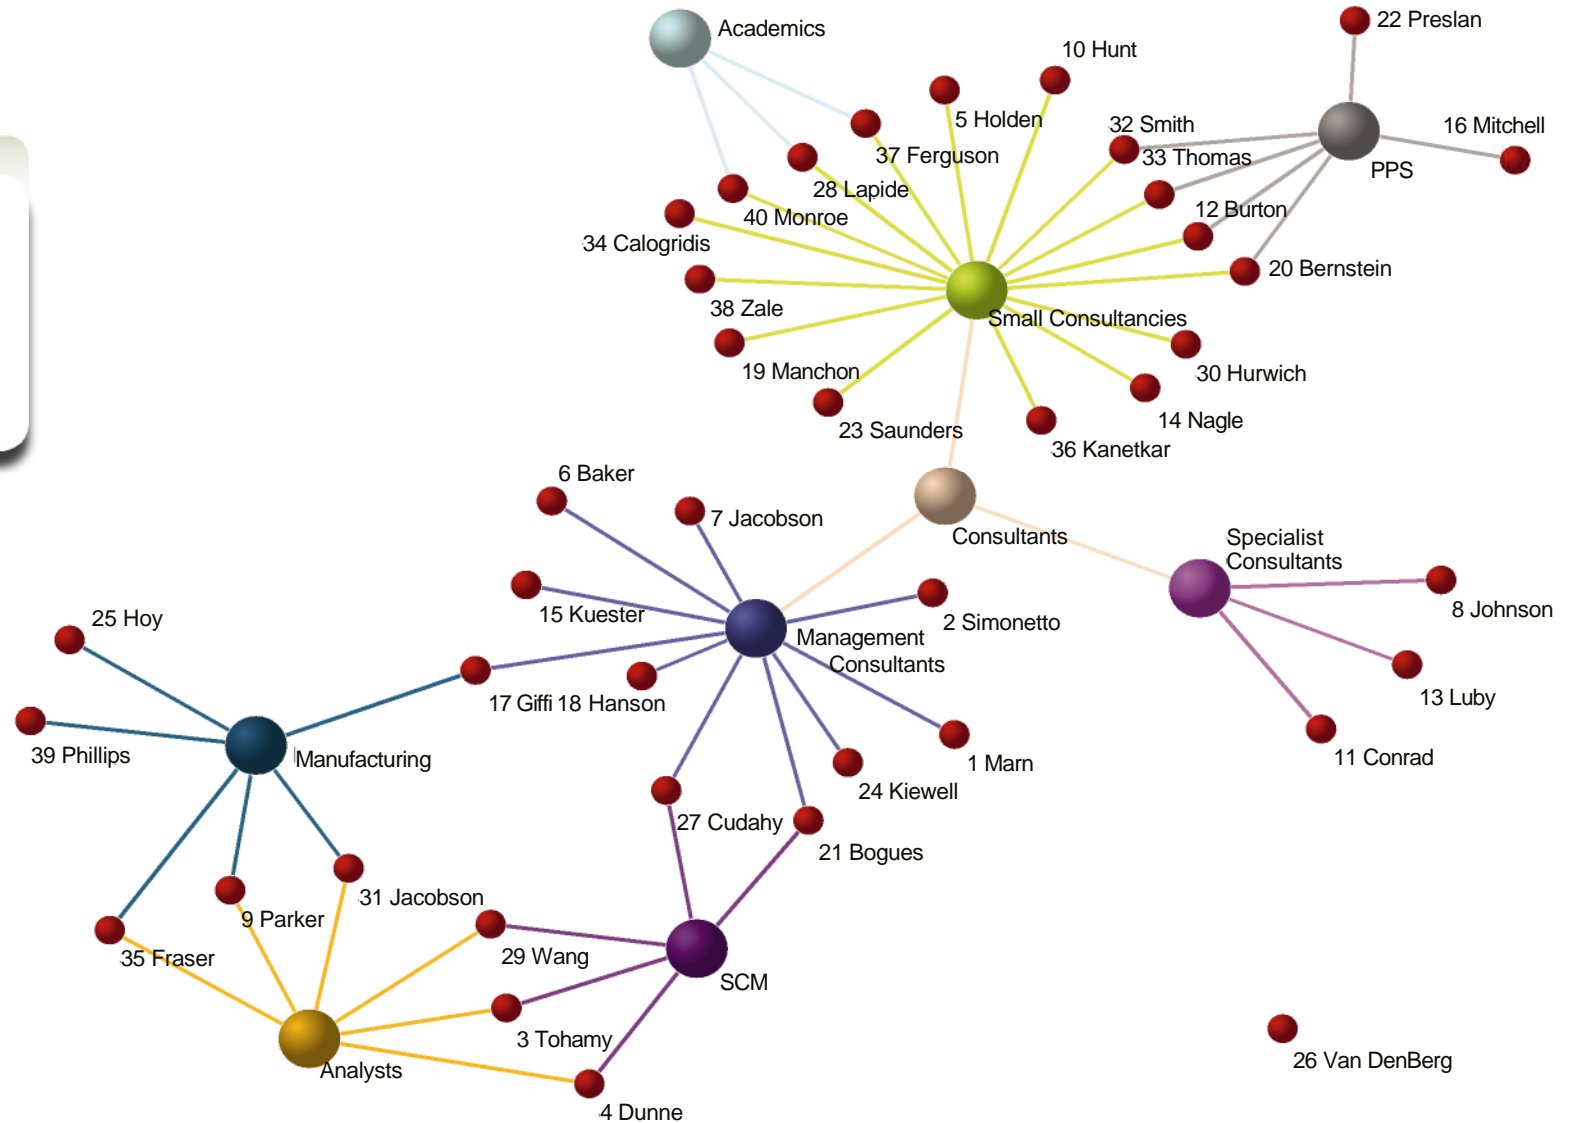 Academics
22 Preslan
10 Hunt
5 Holden
32 Smith
16 Mitchell
37 Ferguson
33 Thomas
PPS
28 Lapide
40 Monroe
12 Burton
34 Calogridis
20 Bernstein
38 Zale
Small Consultancies
19 Manchon
30 Hurwich
23 Saunders
14 Nagle
36 Kanetkar
6 Baker
7 Jacobson
Consultants
Specialist
Consultants
15 Kuester
2 Simonetto
8 Johnson
25 Hoy
Management
Consultants
17 Giffi
18 Hanson
13 Luby
39 Phillips
Manufacturing
1 Marn
11 Conrad
24 Kiewell
27 Cudahy
21 Bogues
31 Jacobson
9 Parker
35 Fraser
29 Wang
SCM
3 Tohamy
Analysts
26 Van DenBerg
4 Dunne